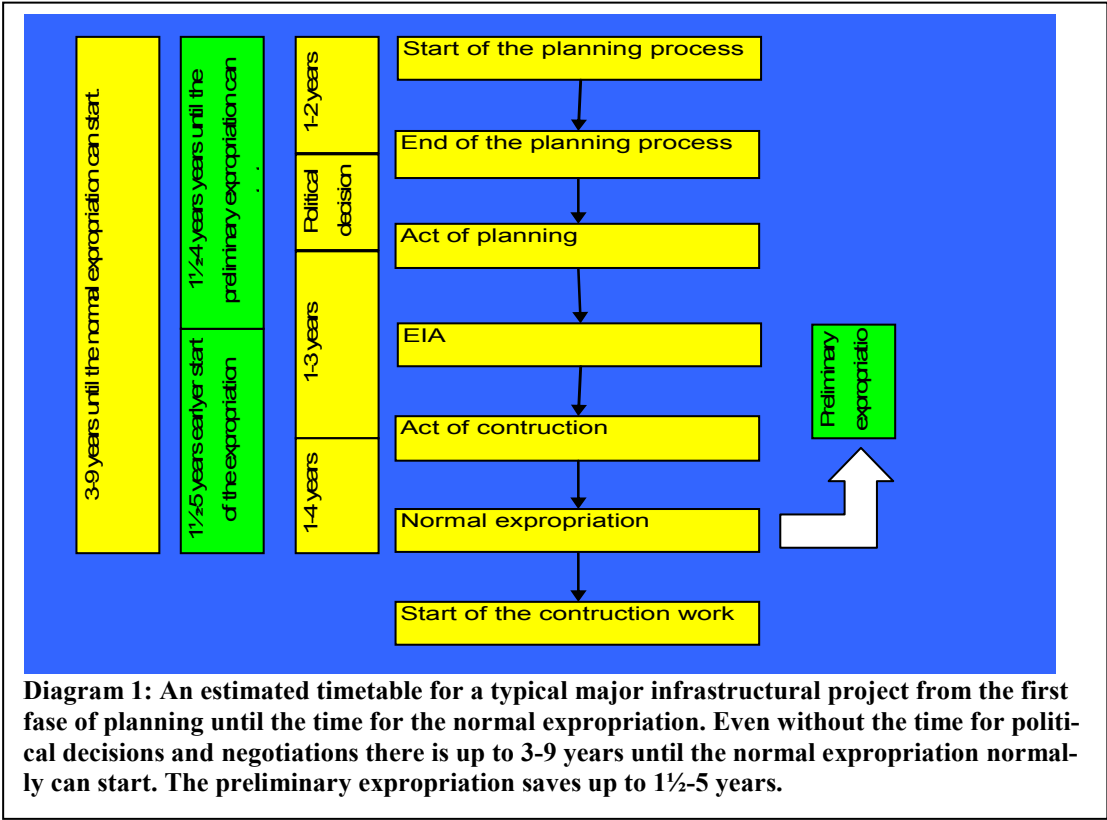 3-9 years until the normal expropriation can start.
1½-4 years years until the
preliminary expropriation can
1½-5 years earlyer start
of the expropriation
1-2 years
Political
decision
1-3 years
1-4 years
Start of the planning process
End of the planning process
Act of planning
EIA
Act of contruction
Normal expropriation
Start of the contruction work
Preliminary
expropriatio
Diagram 1: An estimated timetable for a typical major infrastructural project from the first
fase of planning until the time for the normal expropriation. Even without the time for politi-
cal decisions and negotiations there is up to 3-9 years until the normal expropriation normal-
ly can start. The preliminary expropriation saves up to 1½-5 years.